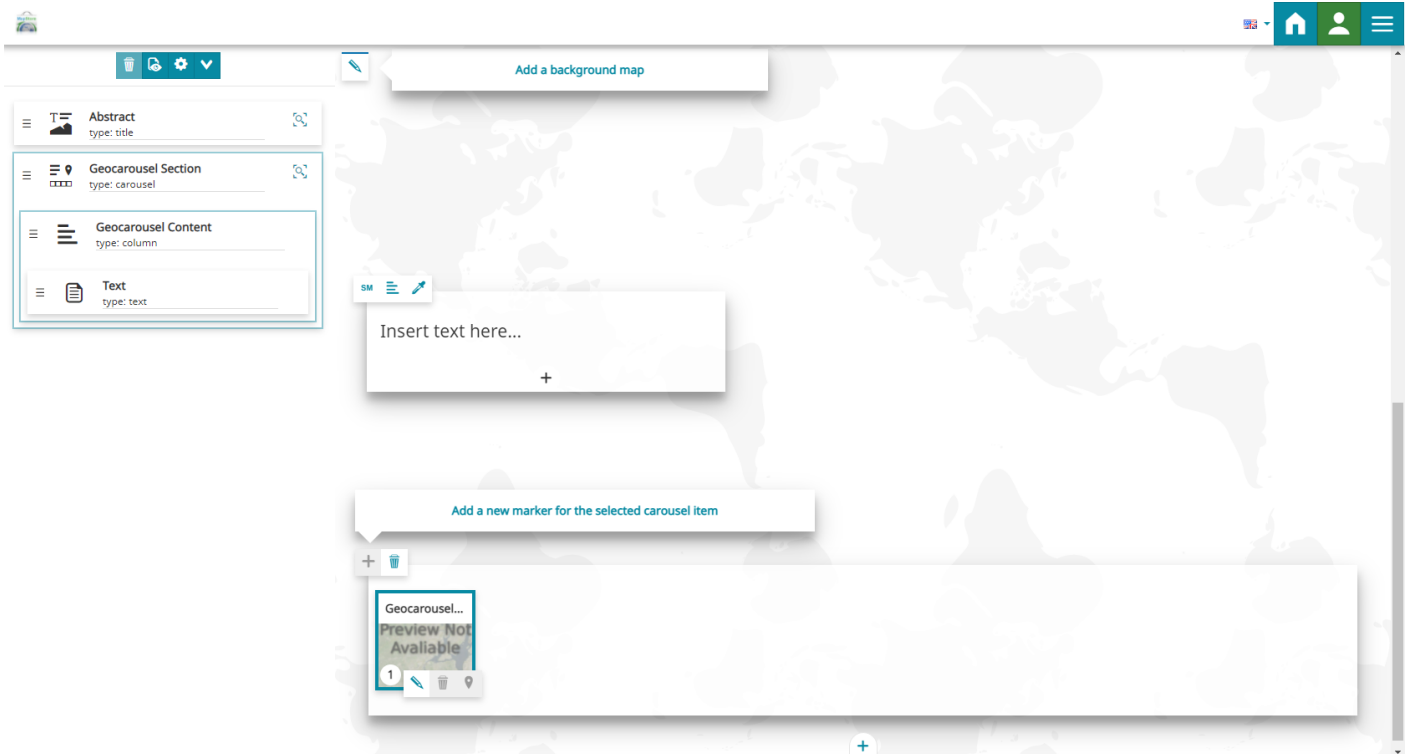 Add a background map
Abstract
type: title
Geocarousel Section
type: carousel
Geocarousel Content
type: column
Text
type: text
SM
Insert text here...
Add a new marker for the selected carousel item
Geocarousel...
Preview Not
Avaliable
1